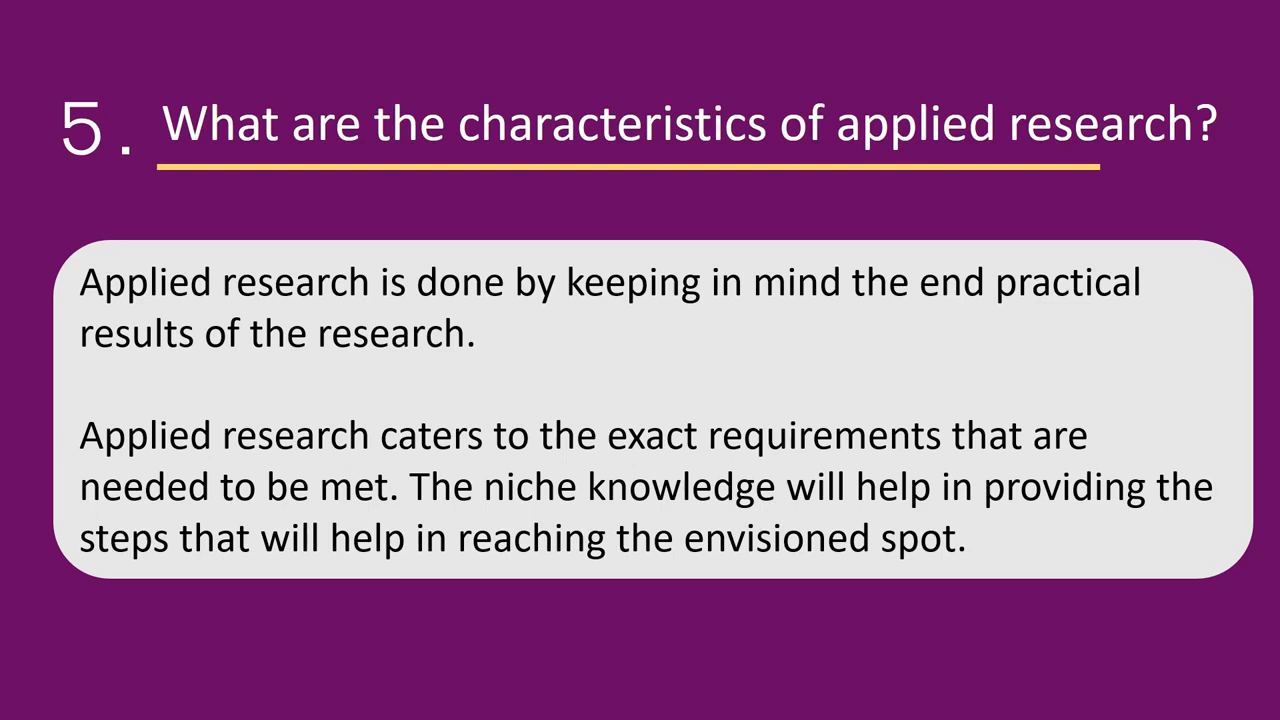 5. What are the characteristics of applied research?
Applied research is done by keeping in mind the end practical
results of the research.
Applied research caters to the exact requirements that are
needed to be met. The niche knowledge will help in providing the
steps that will help in reaching the envisioned spot.